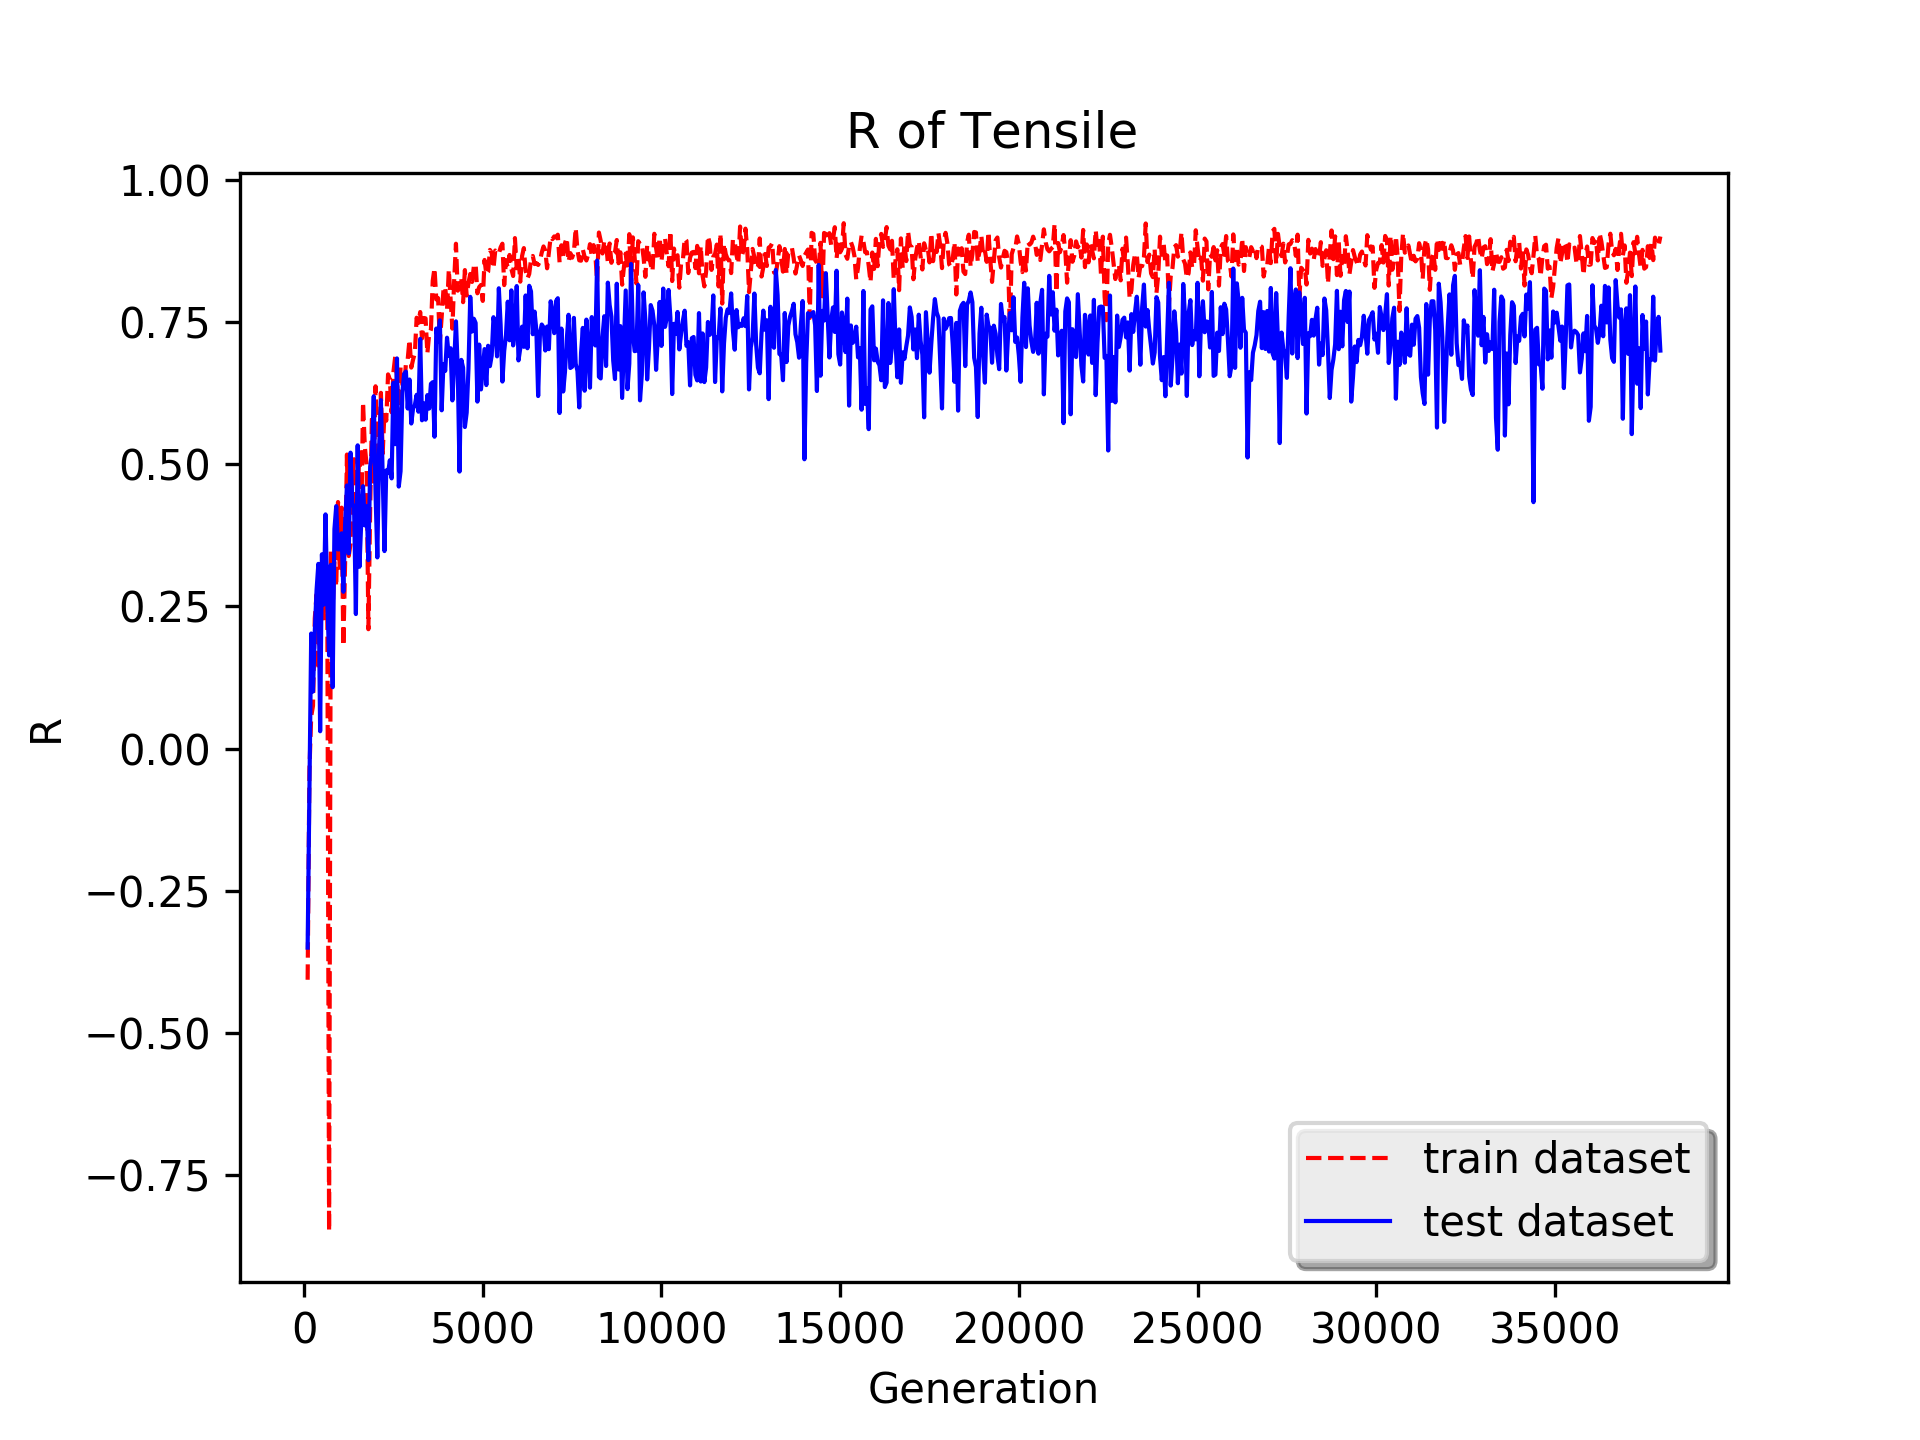 R of Tensile
1.00
0.75
0.50
0.25
0.00
−0.25
−0.50
−0.75
R
train dataset
test dataset
0 5000 10000 15000 20000 25000 30000 35000
Generation